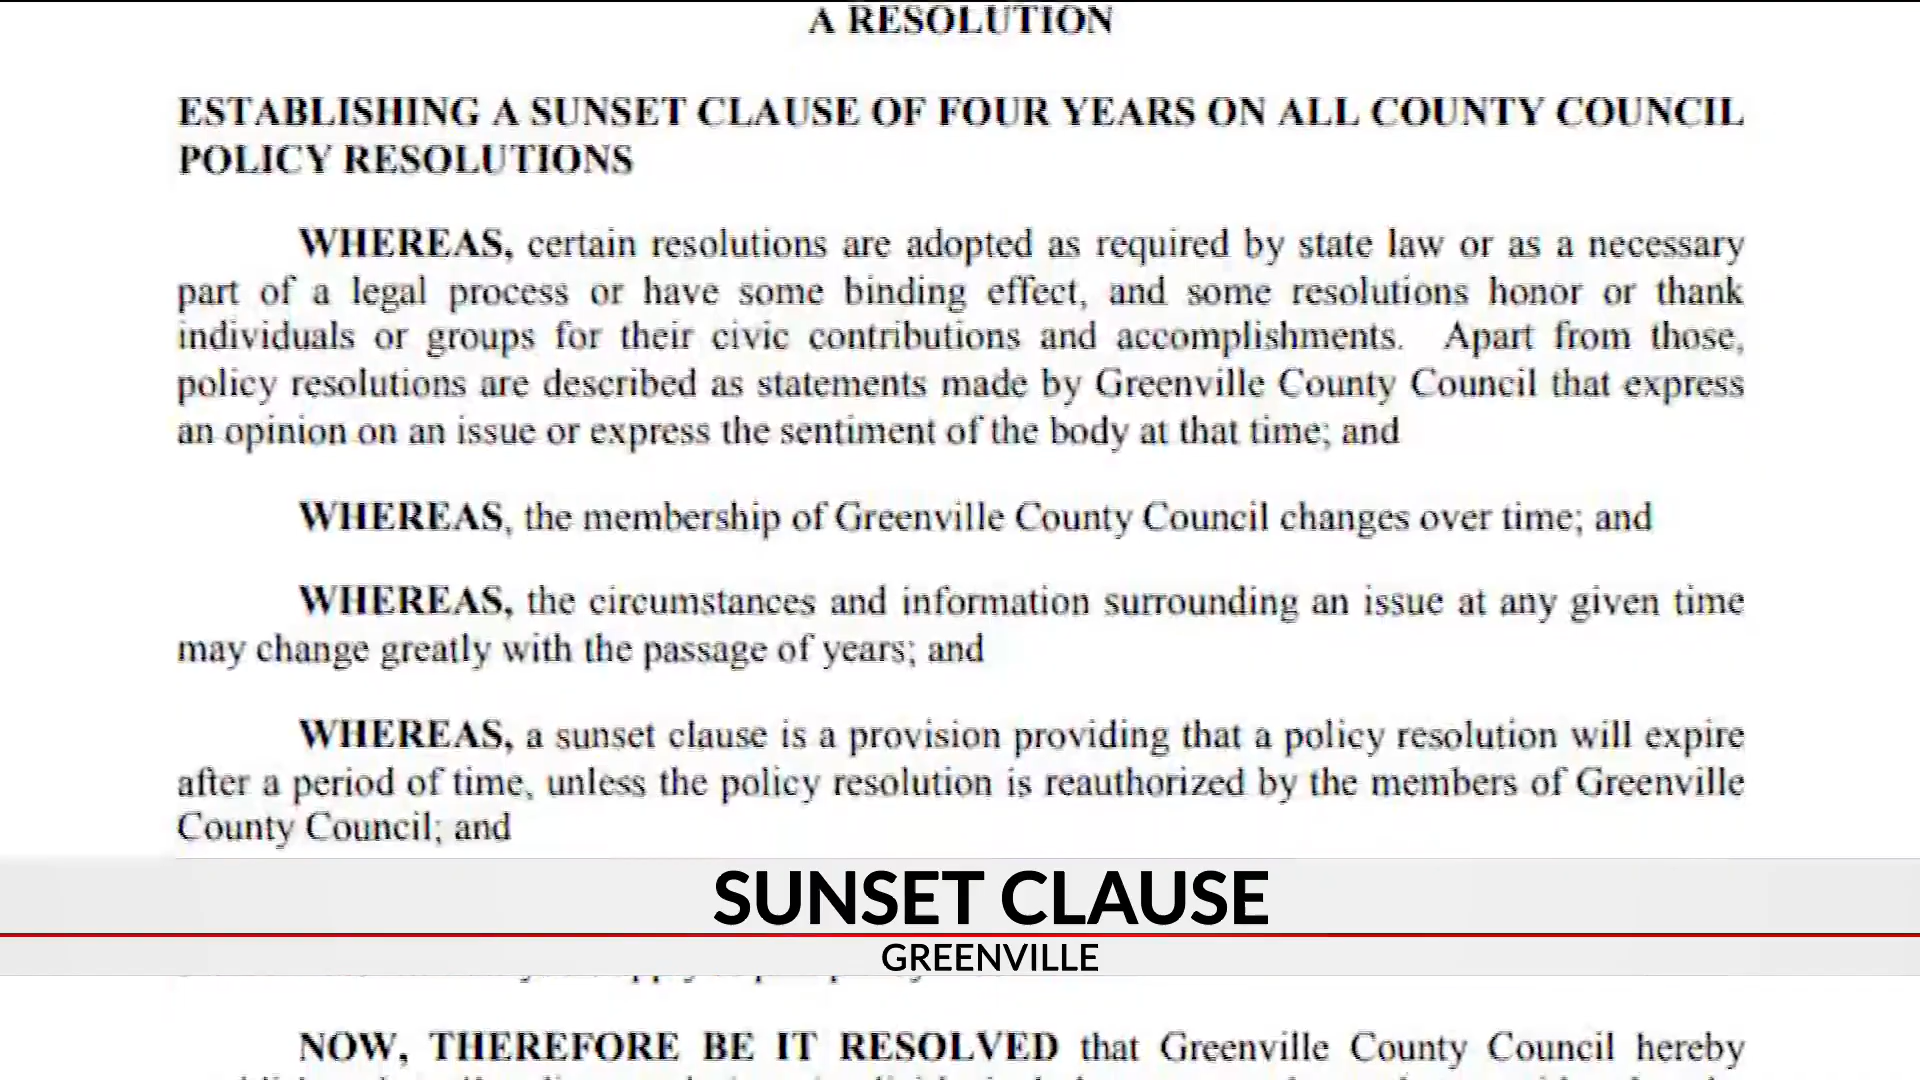 A RESOLUTION
ESTABLISHING A SUNSET CLAUSE OF FOUR YEARS ON ALL COUNTY COUNCIL
POLICY RESOLUTIONS
WHEREAS, certain resolutions are adopted as required by state law or as a necessary
part of a legal process or have some binding effect, and some resolutions honor or thank
individuals or groups for their civic contributions and accomplishments. Apart from those,
policy resolutions are described as statements made by Greenville County Council that express
an opinion on an issue or express the sentiment of the body at that time; and
WHEREAS, the membership of Greenville County Council changes over time; and
WHEREAS, the circumstances and information surrounding an issue at any given time
may change greatly with the passage of years; and
WHEREAS, a sunset clause is a provision providing that a policy resolution will expire
after a period of time, unless the policy resolution is reauthorized by the members of Greenville
County Council; and
SUNSET CLAUSE
GREENVILLE
NOW, THEREFORE BE IT RESOLVED that Greenville County Council hereby